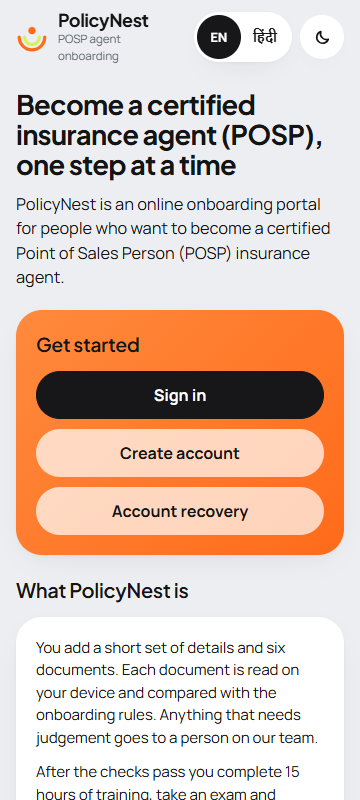 PolicyNest
POSP agent
onboarding
EN
हिंदी
Become a certified
insurance agent (POSP),
one step at a time
PolicyNest is an online onboarding portal
for people who want to become a certified
Point of Sales Person (POSP) insurance
agent.
Get started
Sign in
Create account
Account recovery
What PolicyNest is
You add a short set of details and six
documents. Each document is read on
your device and compared with the
onboarding rules. Anything that needs
judgement goes to a person on our team.
After the checks pass you complete 15
hours of training, take an exam and